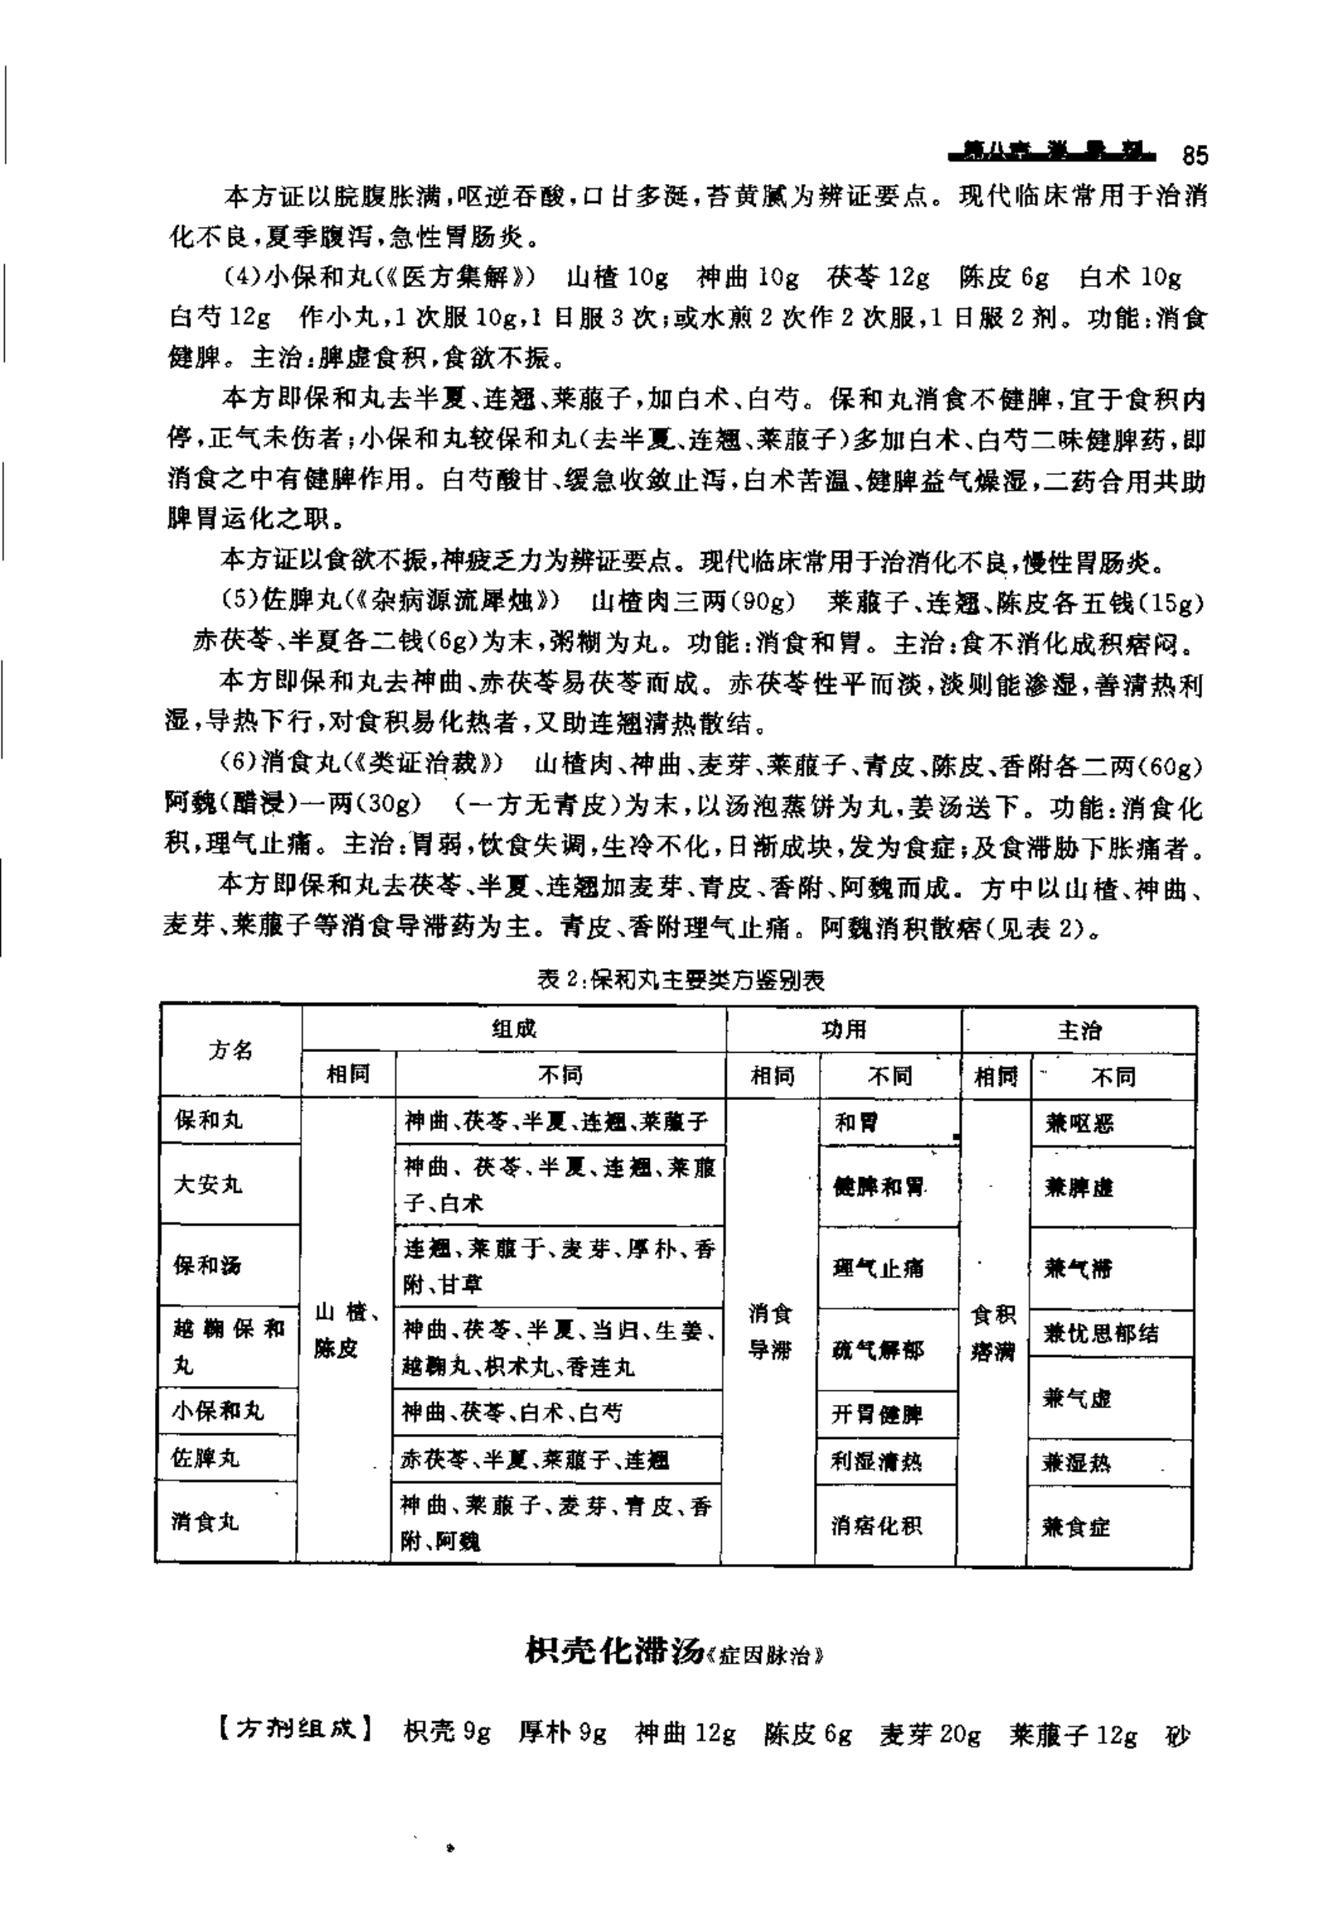 第八章 消导剂 85
本方证以脘腹胀满,呕逆吞酸,口甘多涎,苔黄腻为辨证要点。现代临床常用于治消
化不良,夏季腹泻,急性胃肠炎。
(4)小保和丸(《医方集解》) 山楂10g 神曲10g 茯苓12g 陈皮6g 白术10g
白芍12g 作小丸,1次服10g,1日服3次;或水煎2次作2次服,1日服2剂。功能:消食
健脾。主治:脾虚食积,食欲不振。
本方即保和丸去半夏、连翘、莱菔子,加白术、白芍。保和丸消食不健脾,宜于食积内
停,正气未伤者;小保和丸较保和丸(去半夏、连翘、莱菔子)多加白术、白芍二味健脾药,即
消食之中有健脾作用。白芍酸甘、缓急收敛止泻,白术苦温、健脾益气燥湿,二药合用共助
脾胃运化之职。
本方证以食欲不振,神疲乏力为辨证要点。现代临床常用于治消化不良,慢性胃肠炎。
(5)佐脾丸(《杂病源流犀烛》) 山楂肉三两(90g) 莱菔子、连翘、陈皮各五钱(15g)
赤茯苓、半夏各二钱(6g)为末,粥糊为丸。功能:消食和胃。主治:食不消化成积痞闷。
本方即保和丸去神曲、赤茯苓易茯苓而成。赤茯苓性平而淡,淡则能渗湿,善清热利
湿,导热下行,对食积易化热者,又助连翘清热散结。
(6)消食丸(《类证治裁》) 山楂肉、神曲、麦芽、莱菔子、青皮、陈皮、香附各二两(60g)
阿魏(醋浸)一两(30g) (一方无青皮)为末,以汤泡蒸饼为丸,姜汤送下。功能:消食化
积,理气止痛。主治:胃弱,饮食失调,生冷不化,日渐成块,发为食症;及食滞胁下胀痛者。
本方即保和丸去茯苓、半夏、连翘加麦芽、青皮、香附、阿魏而成。方中以山楂、神曲、
麦芽、莱菔子等消食导滞药为主。青皮、香附理气止痛。阿魏消积散痞(见表2)。
表2:保和丸主要类方鉴别表
方名 组成 功用 主治
相同 不同 相同 不同 相同 不同
保和丸 神曲、茯苓、半夏、连翘、莱菔子 和胃 兼呕恶
大安丸 神曲、茯苓、半夏、连翘、莱菔 健脾和胃 兼脾虚
子、白术
保和汤 连翘、莱菔于、麦芽、厚朴、香 理气止痛 兼气滞
附、甘草
山楂、 消食 食积
陈皮 导滞 痞满
越鞠保和 神曲、茯苓、半夏、当归、生姜、 疏气解郁 兼忧思郁结
丸 越鞠丸、枳术丸、香连丸
小保和丸 神曲、茯苓、白术、白芍 开胃健脾 兼气虚
佐脾丸 赤茯苓、半夏、莱菔子、连翘 利湿清热 兼湿热
消食丸 神曲、莱菔子、麦芽、青皮、香 消痞化积 兼食症
附、阿魏
枳壳化滞汤《症因脉治》
【方剂组成】 枳壳9g 厚朴9g 神曲12g 陈皮6g 麦芽20g 莱菔子12g 砂